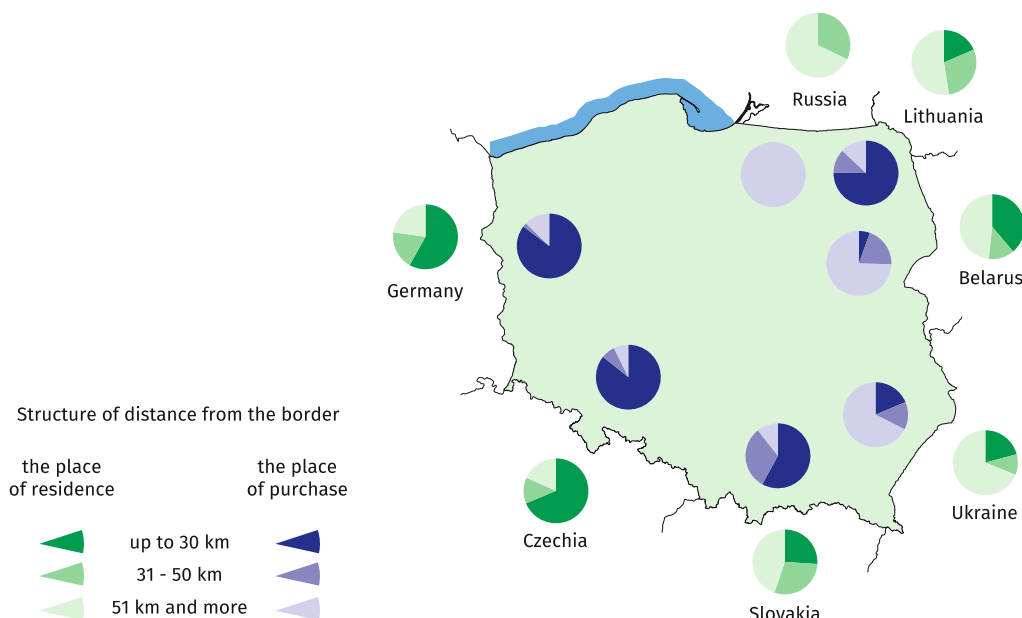 Russia
Lithuania
Germany
Belarus
Structure of distance from the border
the place
of residence
the place
of purchase
up to 30 km
31 - 50 km
51 km and more
Czechia
Ukraine
Slovakia